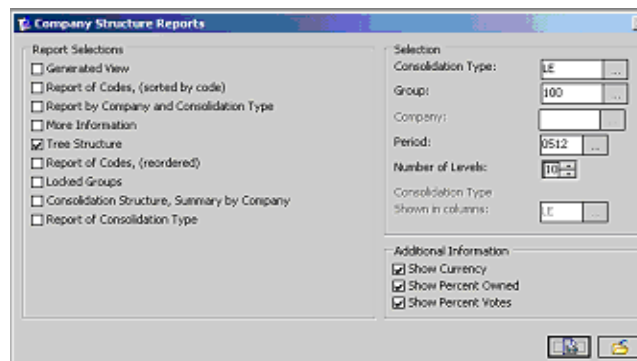 Company Structure Reports
Report Selections
Generated View
Report of Codes, (sorted by code)
Report by Company and Consolidation Type
More Information
Tree Structure
Report of Codes, (reordered)
Locked Groups
Consolidation Structure, Summary by Company
Report of Consolidation Type
Selection
Consolidation Type: LE ...
Group: 100 ...
Company: ...
Period: 0512 ...
Number of Levels: 10
Consolidation Type
Shown in columns: LE ...
Additional Information
Show Currency
Show Percent Owned
Show Percent Votes